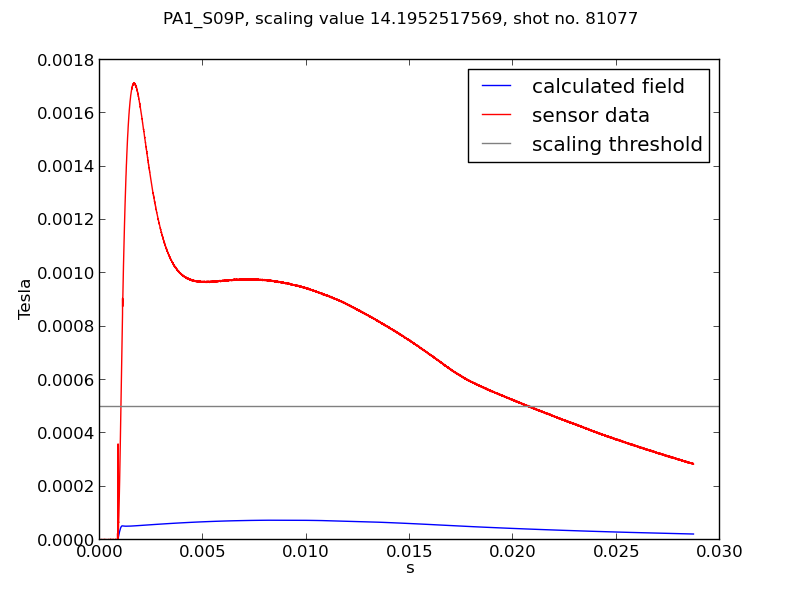 PA1_S09P, scaling value 14.1952517569, shot no. 81077
calculated field
sensor data
scaling threshold
Tesla
0.0018
0.0016
0.0014
0.0012
0.0010
0.0008
0.0006
0.0004
0.0002
0.0000
0.000 0.005 0.010 0.015 0.020 0.025 0.030
s